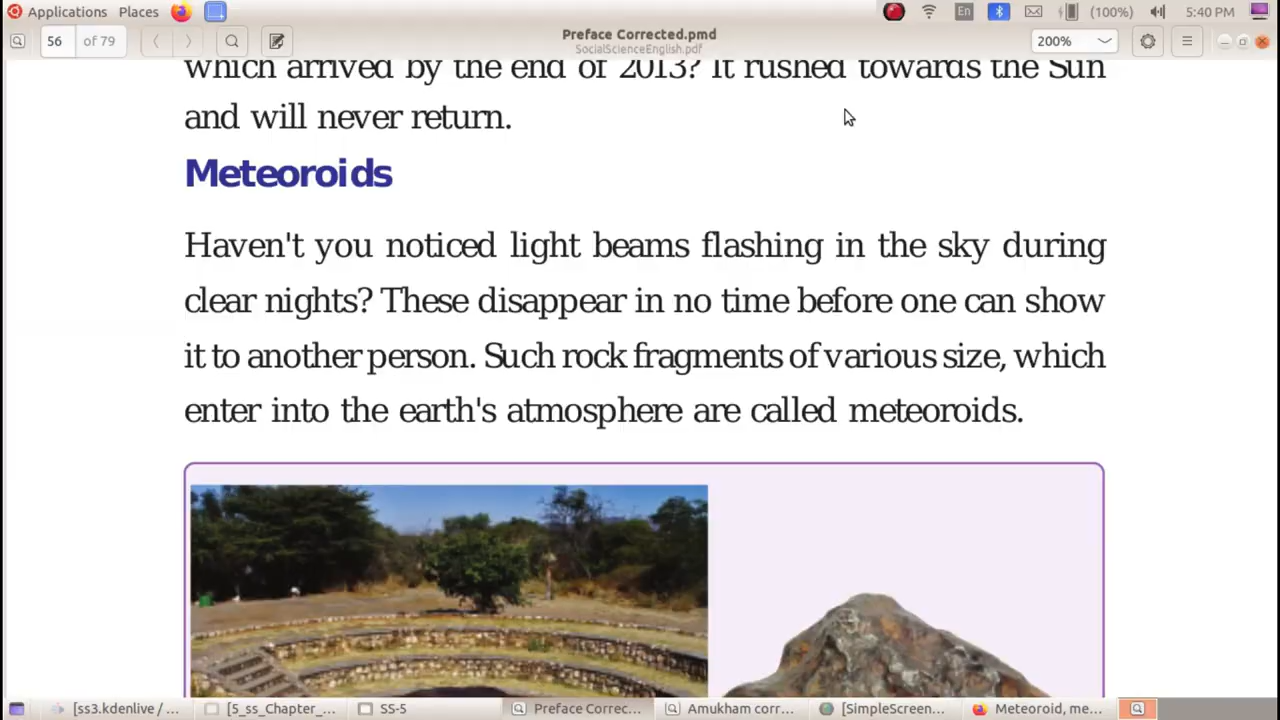 Applications Places En (100%) 5:40 PM
56 of 79 Preface Corrected.pmd 200%
SocialScienceEnglish.pdf
which arrived by the end of 2013? It rushed towards the Sun
and will never return.
Meteoroids
Haven't you noticed light beams flashing in the sky during
clear nights? These disappear in no time before one can show
it to another person. Such rock fragments of various size, which
enter into the earth's atmosphere are called meteoroids.
[ss3.kdenlive / ... [5_ss_Chapter_... SS-5 Preface Correc... Amukham corr... [SimpleScreen... Meteoroid, me...